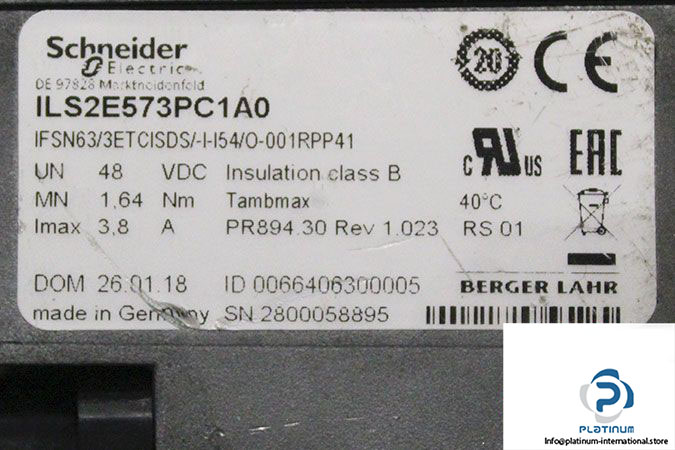 Schneider
Electric
DE 97828 Marktheidenfeld
ILS2E573PC1A0
IFSN63/3ETCISDS/-I-I54/O-001RPP41
UN 48 VDC Insulation class B
MN 1,64 Nm Tambmax 40°C
Imax 3,8 A PR894.30 Rev 1.023 RS 01
DOM 26.01.18 ID 0066406300005
made in Germany SN 2800058895
20
CE
c RU US
EAC
BERGER LAHR
PLATINUM
Info@platinum-international.store